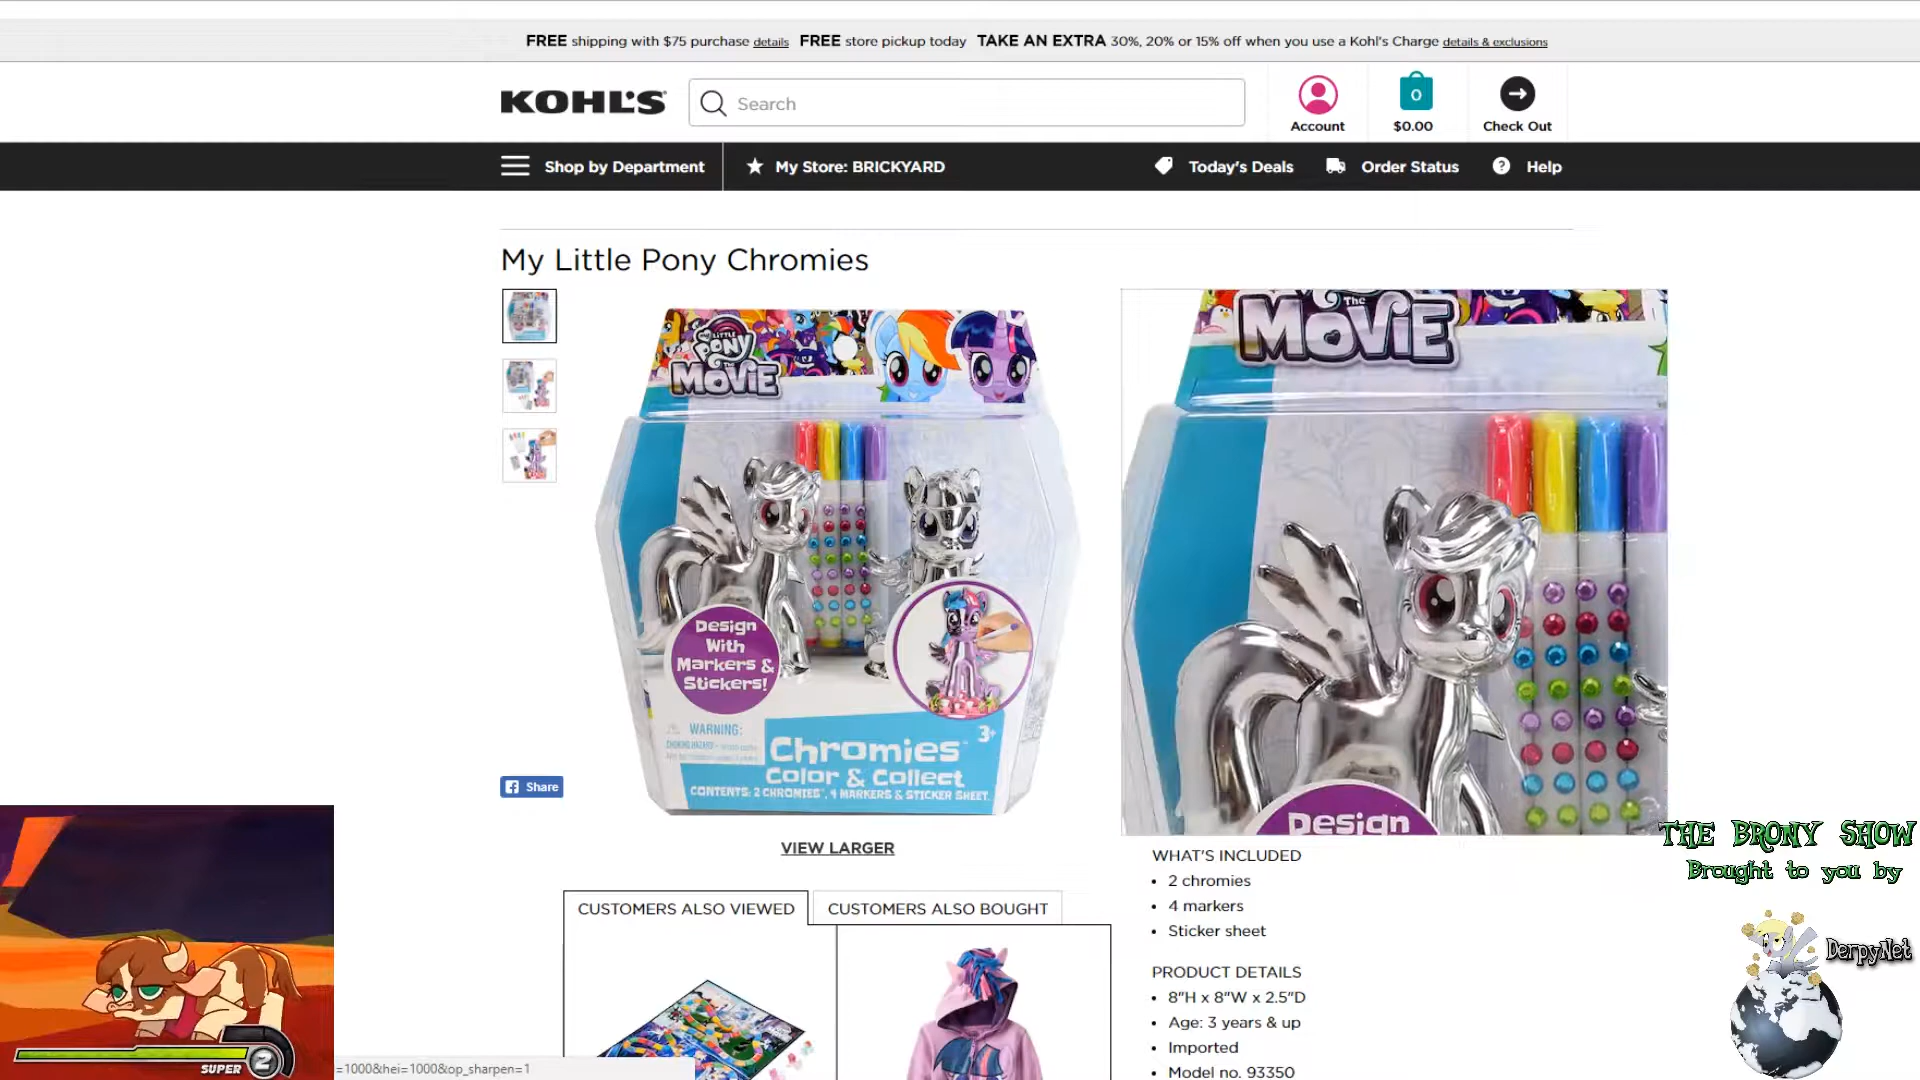 FREE shipping with $75 purchase details FREE store pickup today TAKE AN EXTRA 30%, 20% or 15% off when you use a Kohl's Charge details & exclusions
KOHL'S
Search
0
Account
$0.00
Check Out
Shop by Department
My Store: BRICKYARD
Today's Deals
Order Status
Help
My Little Pony Chromies
MY LITTLE
PONY
THE
MOVIE
The
MOVIE
Design
With
Markers &
Stickers!
WARNING:
3+
Chromies™
Color & Collect
CONTENTS: 2 CHROMIES™, 4 MARKERS & STICKER SHEET.
Design
Share
VIEW LARGER
CUSTOMERS ALSO VIEWED
CUSTOMERS ALSO BOUGHT
WHAT'S INCLUDED
• 2 chromies
• 4 markers
• Sticker sheet
PRODUCT DETAILS
• 8"H x 8"W x 2.5"D
• Age: 3 years & up
• Imported
• Model no. 93350
THE BRONY SHOW
Brought to you by
DerpyNet
SUPER 2
=1000&hei=1000&op_sharpen=1